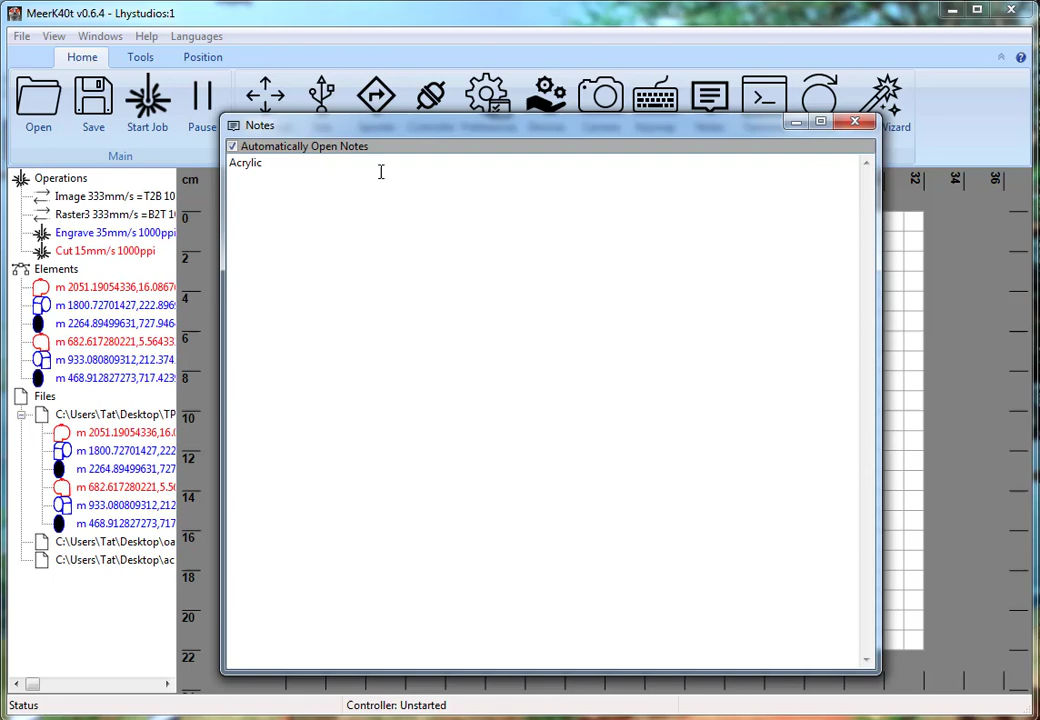 MeerK40t v0.6.4 - Lhystudios:1
File View Windows Help Languages
Home Tools Position
Open Save Start Job Pause
Wizard
Main
Notes
Automatically Open Notes
Acrylic
Operations
Image 333mm/s =T2B 10
Raster3 333mm/s =B2T 10
Engrave 35mm/s 1000ppi
Cut 15mm/s 1000ppi
Elements
m 2051.19054336,16.0867
m 1800.72701427,222.896
m 2264.89499631,727.946
m 682.617280221,5.56433
m 933.080809312,212.374
m 468.912827273,717.423
Files
C:\Users\Tat\Desktop\TP
m 2051.19054336,16.0
m 1800.72701427,222
m 2264.89499631,727
m 682.617280221,5.56
m 933.080809312,212
m 468.912827273,717
C:\Users\Tat\Desktop\oa
C:\Users\Tat\Desktop\ac
cm
0
2
4
6
8
10
12
14
16
18
20
22
32 34 36
Status
Controller: Unstarted